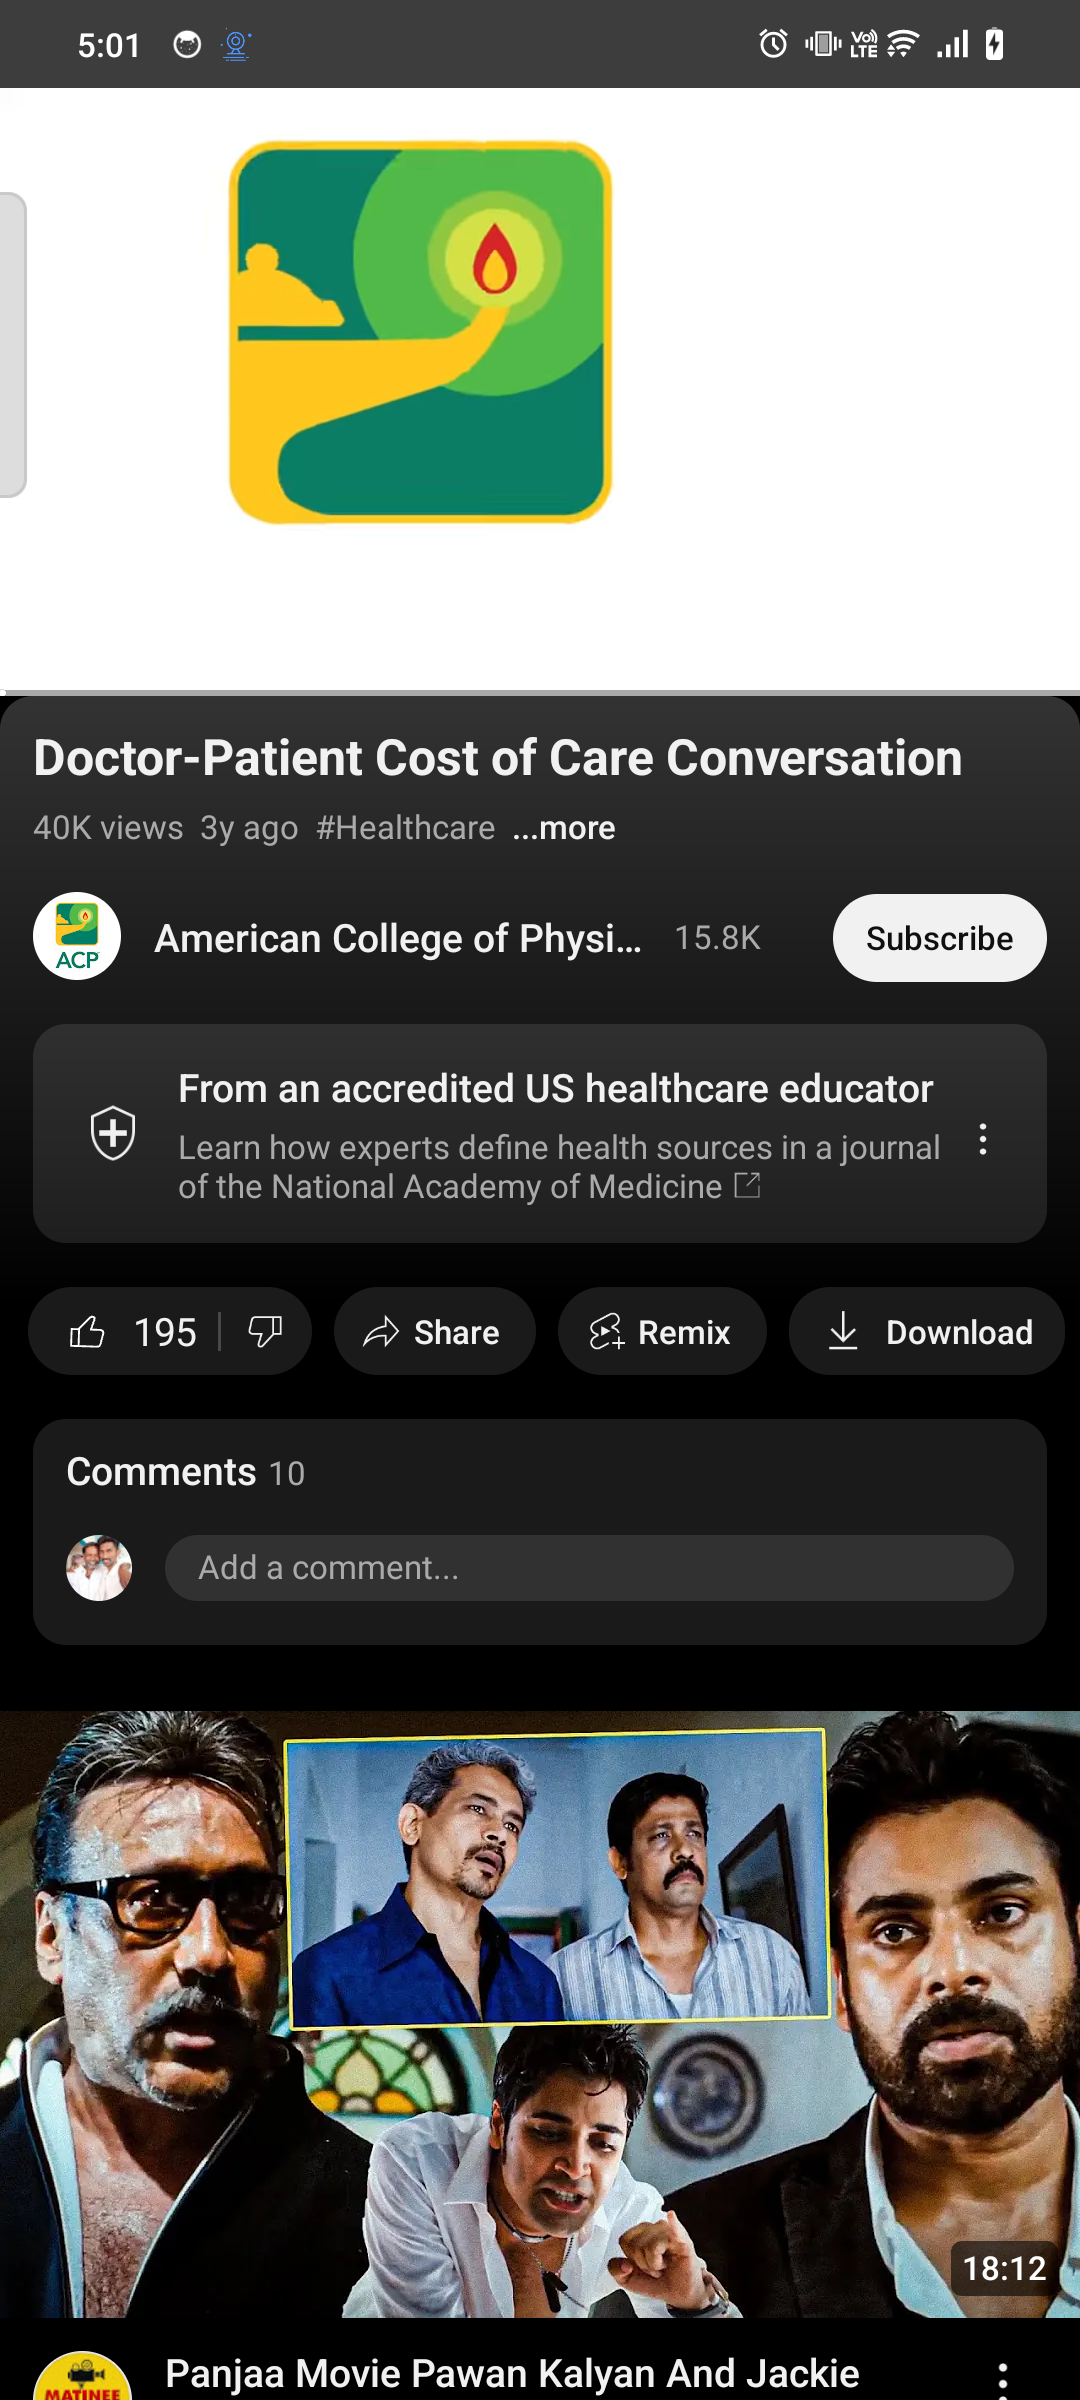 5:01
Vo)) LTE
Doctor-Patient Cost of Care Conversation
40K views 3y ago #Healthcare ...more
ACP
American College of Physi... 15.8K Subscribe
From an accredited US healthcare educator
Learn how experts define health sources in a journal
of the National Academy of Medicine
195 Share Remix Download
Comments 10
Add a comment...
18:12
MATINEE
Panjaa Movie Pawan Kalyan And Jackie